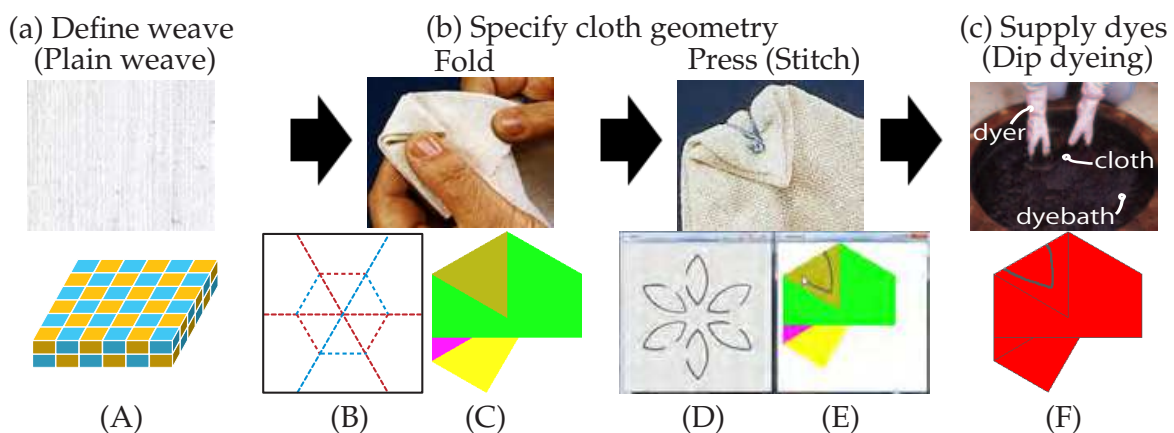 (a) Define weave
(Plain weave)
(b) Specify cloth geometry
Fold
Press (Stitch)
(c) Supply dyes
(Dip dyeing)
dyer
cloth
dyebath
(A)
(B)
(C)
(D)
(E)
(F)